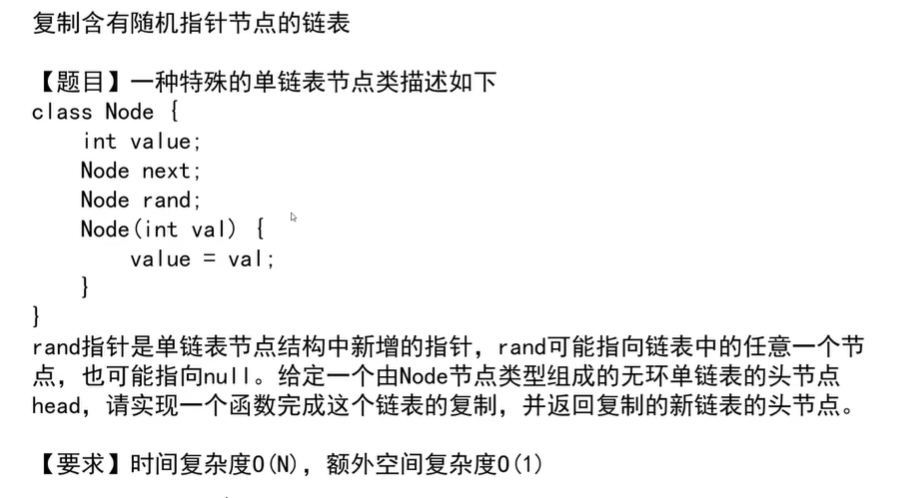 复制含有随机指针节点的链表
【题目】一种特殊的单链表节点类描述如下
class Node {
int value;
Node next;
Node rand;
Node(int val) {
value = val;
}
}
rand指针是单链表节点结构中新增的指针，rand可能指向链表中的任意一个节
点，也可能指向null。给定一个由Node节点类型组成的无环单链表的头节点
head，请实现一个函数完成这个链表的复制，并返回复制的新链表的头节点。
【要求】时间复杂度O(N)，额外空间复杂度O(1)